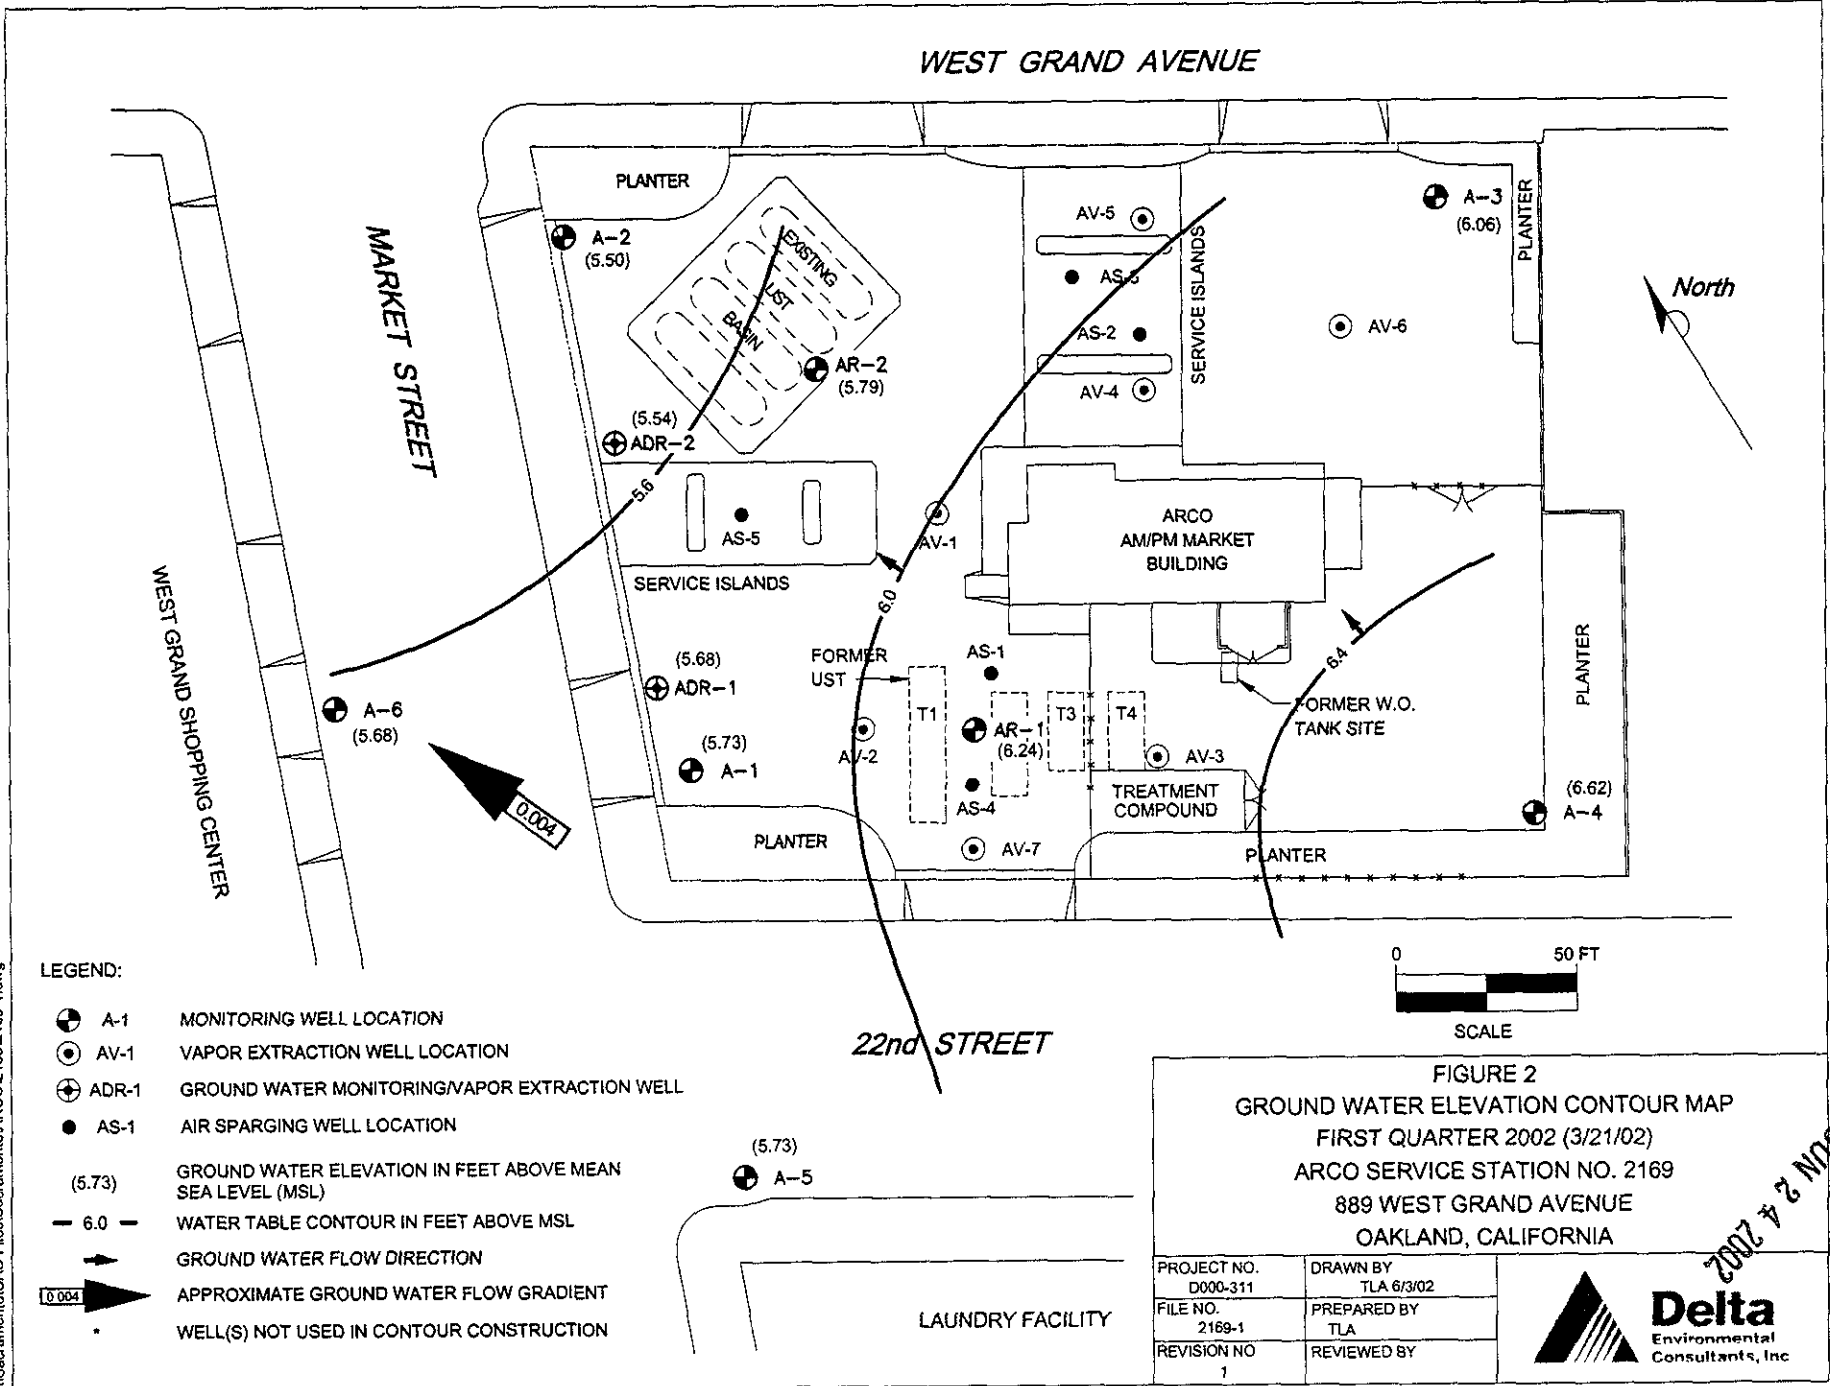 WEST GRAND AVENUE
MARKET STREET
WEST GRAND SHOPPING CENTER
PLANTER
A-2
(5.50)
EXISTING
UST
BASIN
AR-2
(5.79)
(5.54)
ADR-2
5.6
AS-5
SERVICE ISLANDS
AV-5
AS-3
AS-2
AV-4
SERVICE ISLANDS
A-3
(6.06)
PLANTER
AV-6
North
AV-1
6.0
ARCO
AM/PM MARKET
BUILDING
6.4
PLANTER
FORMER
UST
AS-1
(5.68)
ADR-1
A-6
(5.68)
0.004
(5.73)
A-1
AV-2
T1
AR-1
(6.24)
T3
T4
AV-3
FORMER W.O.
TANK SITE
AS-4
TREATMENT
COMPOUND
(6.62)
A-4
PLANTER
AV-7
PLANTER
22nd STREET
0 50 FT
SCALE
(5.73)
A-5
LAUNDRY FACILITY
LEGEND:
A-1 MONITORING WELL LOCATION
AV-1 VAPOR EXTRACTION WELL LOCATION
ADR-1 GROUND WATER MONITORING/VAPOR EXTRACTION WELL
AS-1 AIR SPARGING WELL LOCATION
(5.73) GROUND WATER ELEVATION IN FEET ABOVE MEAN
SEA LEVEL (MSL)
6.0 WATER TABLE CONTOUR IN FEET ABOVE MSL
GROUND WATER FLOW DIRECTION
0 004 APPROXIMATE GROUND WATER FLOW GRADIENT
* WELL(S) NOT USED IN CONTOUR CONSTRUCTION
FIGURE 2
GROUND WATER ELEVATION CONTOUR MAP
FIRST QUARTER 2002 (3/21/02)
ARCO SERVICE STATION NO. 2169
889 WEST GRAND AVENUE
OAKLAND, CALIFORNIA
JUN 2 4 2002
PROJECT NO.
D000-311
DRAWN BY
TLA 6/3/02
FILE NO.
2169-1
PREPARED BY
TLA
REVISION NO
1
REVIEWED BY
Delta
Environmental
Consultants, Inc